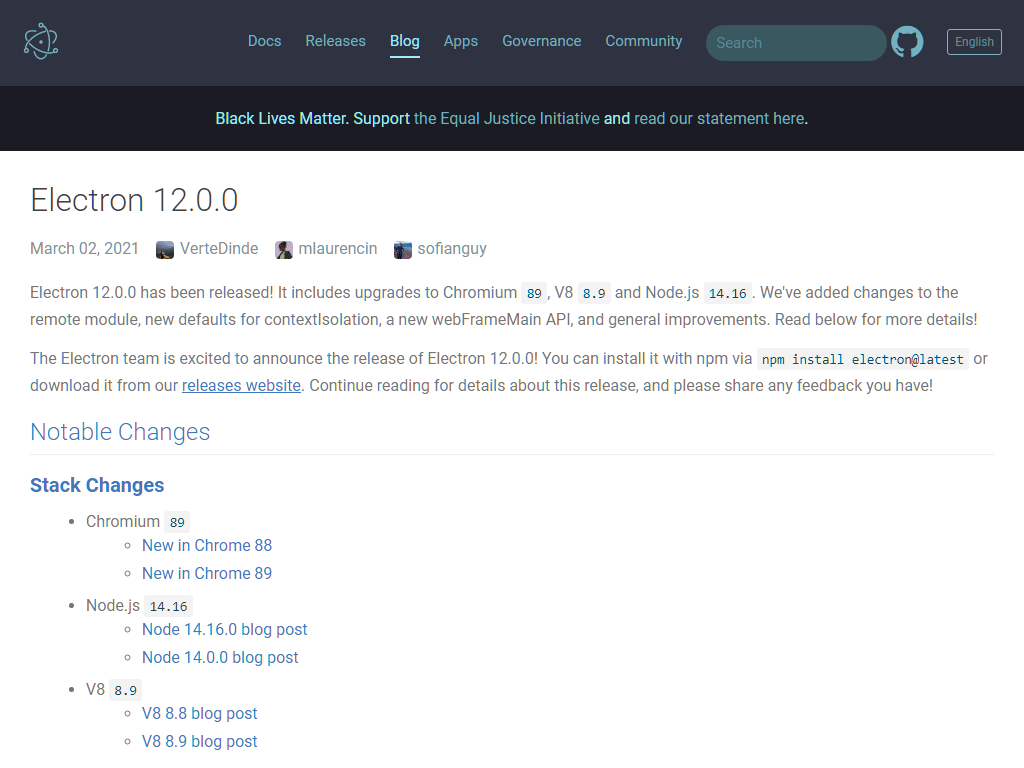 Docs Releases Blog Apps Governance Community Search English
Black Lives Matter. Support the Equal Justice Initiative and read our statement here.
Electron 12.0.0
March 02, 2021 VerteDinde mlaurencin sofianguy
Electron 12.0.0 has been released! It includes upgrades to Chromium 89, V8 8.9 and Node.js 14.16. We've added changes to the
remote module, new defaults for contextIsolation, a new webFrameMain API, and general improvements. Read below for more details!
The Electron team is excited to announce the release of Electron 12.0.0! You can install it with npm via npm install electron@latest or
download it from our releases website. Continue reading for details about this release, and please share any feedback you have!
Notable Changes
Stack Changes
• Chromium 89
◦ New in Chrome 88
◦ New in Chrome 89
• Node.js 14.16
◦ Node 14.16.0 blog post
◦ Node 14.0.0 blog post
• V8 8.9
◦ V8 8.8 blog post
◦ V8 8.9 blog post